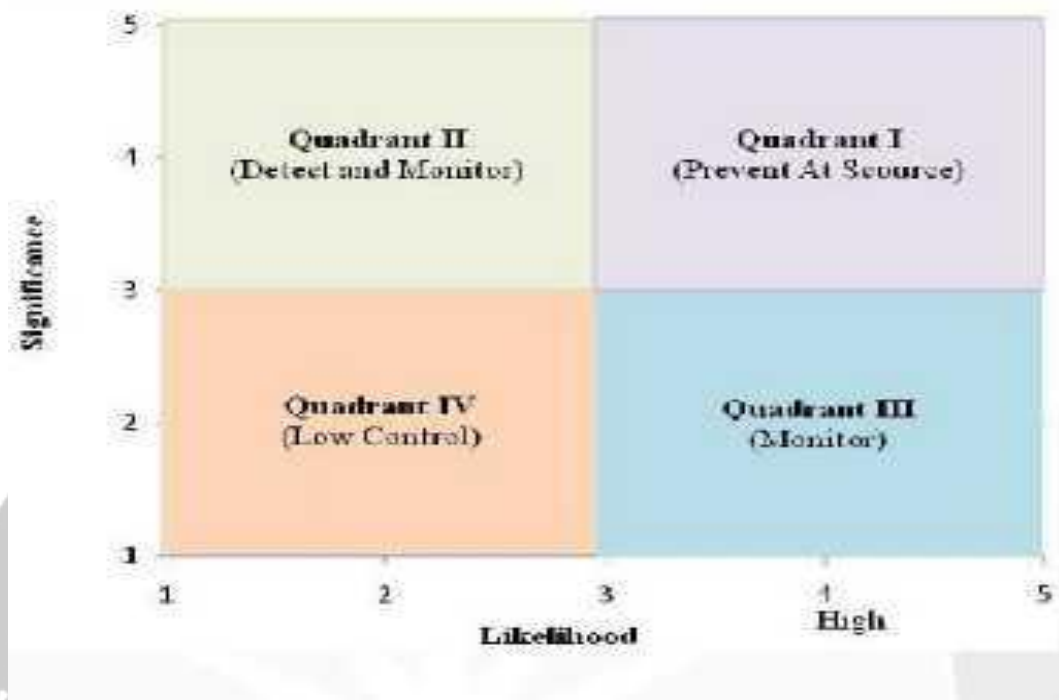 5
Quadrant II
(Detect and Monitor)
Quadrant I
(Prevent At Scource)
4
Significance
3
Quadrant IV
(Low Control)
Quadrant III
(Monitor)
2
1
1 2 3 4 5
High
Likelihood